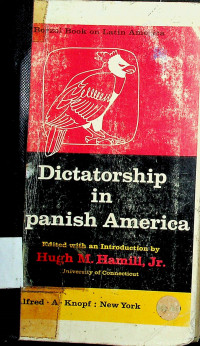 Borzoi Book on Latin America
Dictatorship
in
panish America
Edited with an Introduction by
Hugh M. Hamill, Jr.
University of Connecticut
lfred · A · Knopf : New York